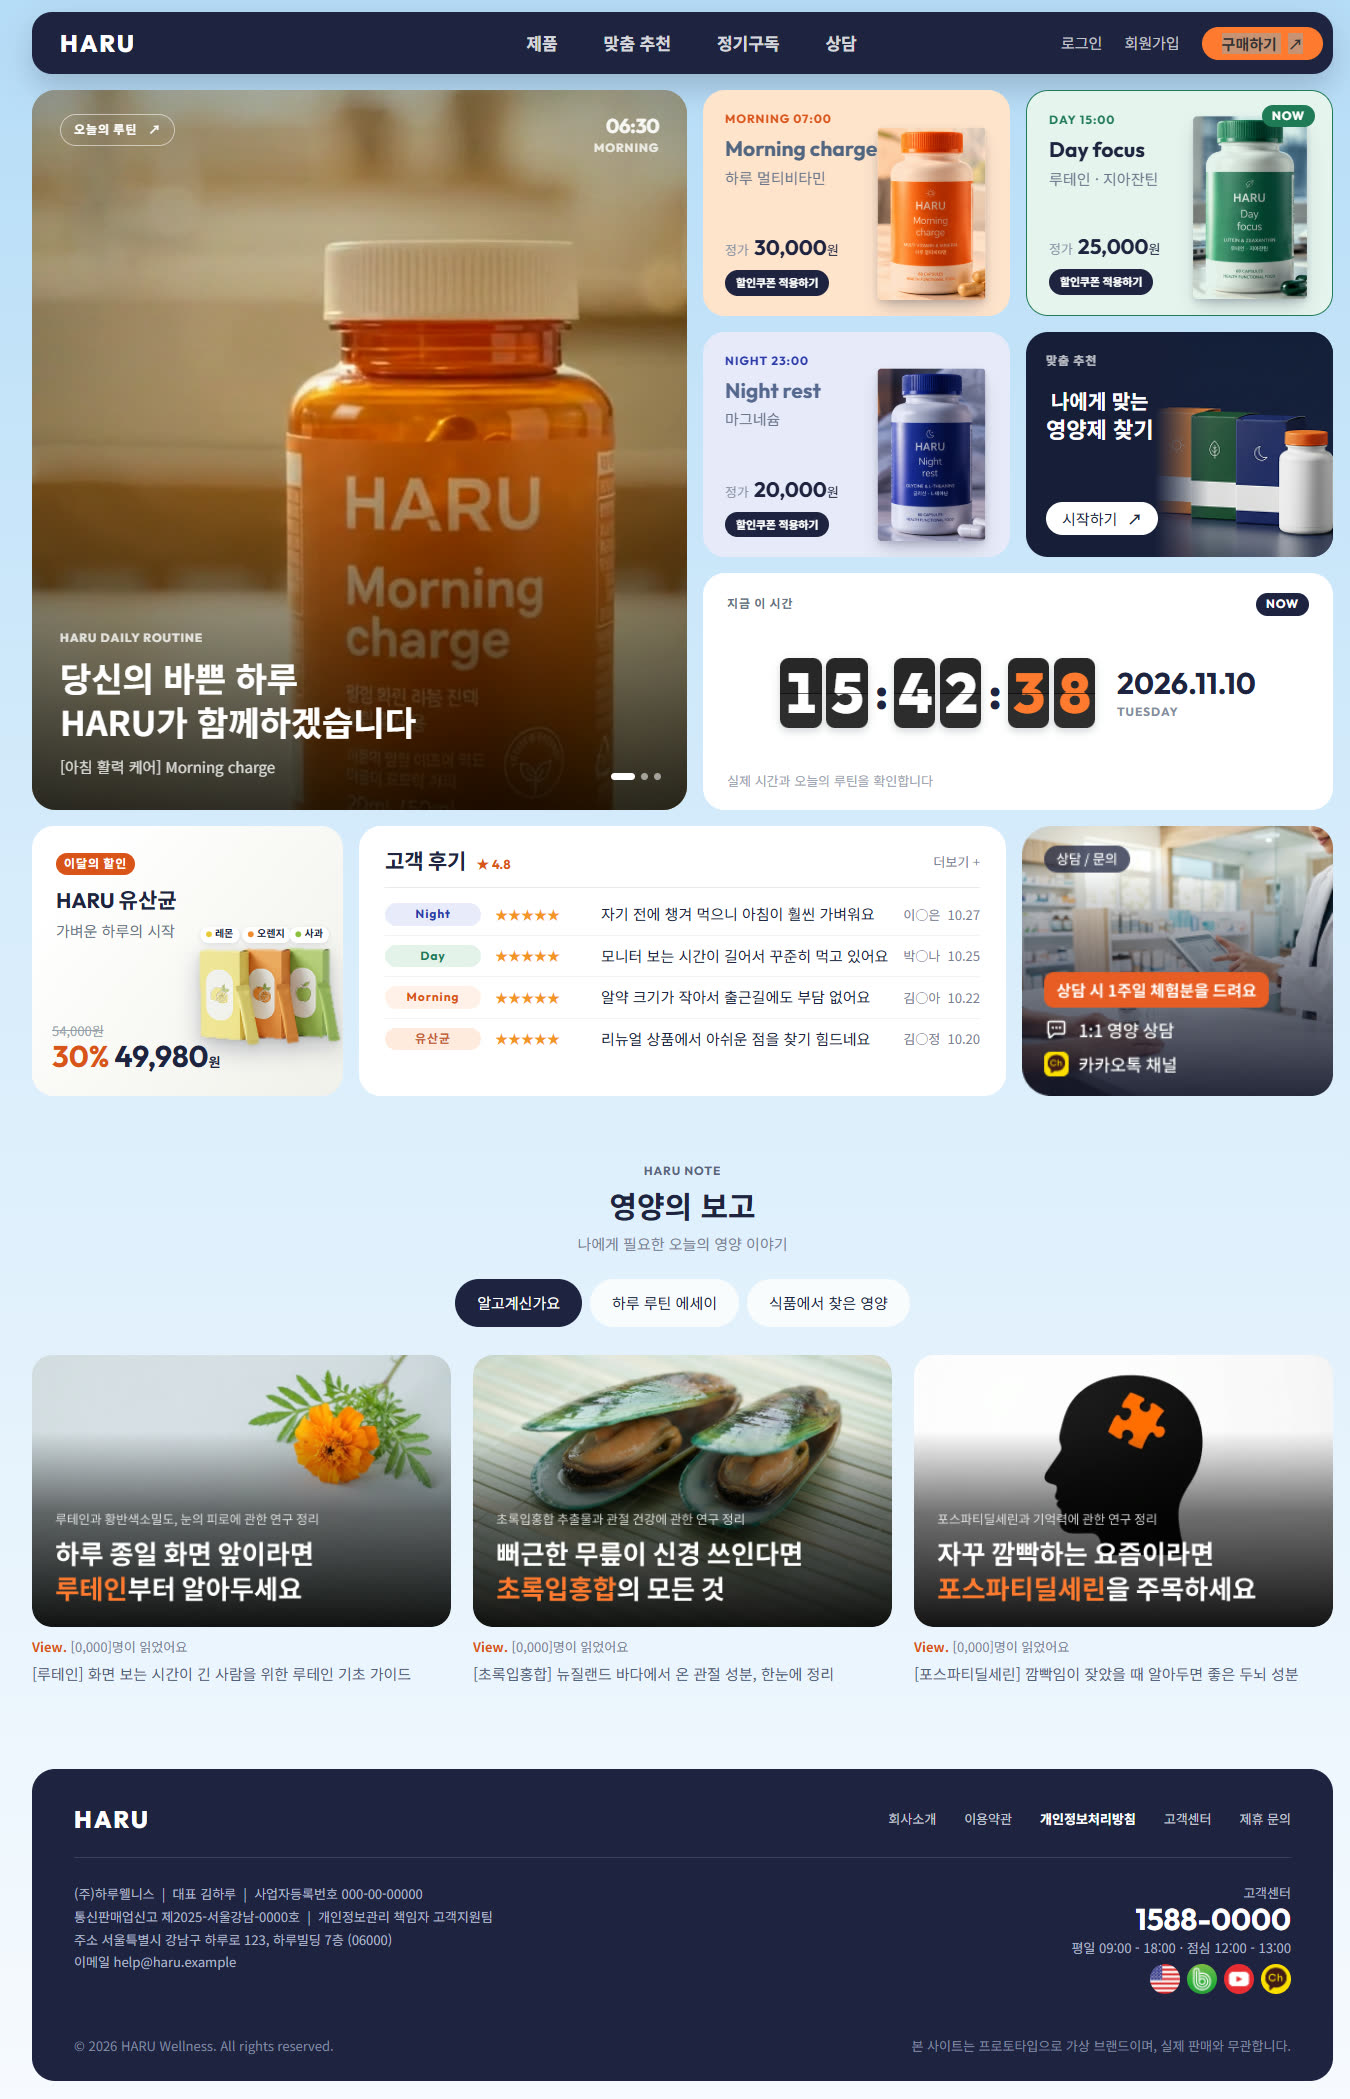 HARU
제품
맞춤 추천
정기구독
상담
로그인
회원가입
구매하기 ↗
오늘의 루틴 ↗
06:30
MORNING
HARU
Morning
charge
HARU DAILY ROUTINE
당신의 바쁜 하루
HARU가 함께하겠습니다
[아침 활력 케어] Morning charge
MORNING 07:00
Morning charge
하루 멀티비타민
정가 30,000원
할인쿠폰 적용하기
HARU
Morning
charge
DAY 15:00
NOW
Day focus
루테인 · 지아잔틴
정가 25,000원
할인쿠폰 적용하기
HARU
Day
focus
NIGHT 23:00
Night rest
마그네슘
정가 20,000원
할인쿠폰 적용하기
HARU
Night
rest
맞춤 추천
나에게 맞는
영양제 찾기
시작하기 ↗
지금 이 시간
NOW
15:42:38
2026.11.10
TUESDAY
실제 시간과 오늘의 루틴을 확인합니다
이달의 할인
HARU 유산균
가벼운 하루의 시작
레몬
오렌지
사과
54,000원
30% 49,980원
고객 후기 ★ 4.8
더보기 +
Night ★★★★★ 자기 전에 챙겨 먹으니 아침이 훨씬 가벼워요 이○은 10.27
Day ★★★★★ 모니터 보는 시간이 길어서 꾸준히 먹고 있어요 박○나 10.25
Morning ★★★★★ 알약 크기가 작아서 출근길에도 부담 없어요 김○아 10.22
유산균 ★★★★★ 리뉴얼 상품에서 아쉬운 점을 찾기 힘드네요 김○정 10.20
상담 / 문의
상담 시 1주일 체험분을 드려요
1:1 영양 상담
Ch 카카오톡 채널
HARU NOTE
영양의 보고
나에게 필요한 오늘의 영양 이야기
알고계신가요
하루 루틴 에세이
식품에서 찾은 영양
루테인과 황반색소밀도, 눈의 피로에 관한 연구 정리
하루 종일 화면 앞이라면
루테인부터 알아두세요
View. [0,000]명이 읽었어요
[루테인] 화면 보는 시간이 긴 사람을 위한 루테인 기초 가이드
초록입홍합 추출물과 관절 건강에 관한 연구 정리
뻐근한 무릎이 신경 쓰인다면
초록입홍합의 모든 것
View. [0,000]명이 읽었어요
[초록입홍합] 뉴질랜드 바다에서 온 관절 성분, 한눈에 정리
포스파티딜세린과 기억력에 관한 연구 정리
자꾸 깜빡하는 요즘이라면
포스파티딜세린을 주목하세요
View. [0,000]명이 읽었어요
[포스파티딜세린] 깜빡임이 잦았을 때 알아두면 좋은 두뇌 성분
HARU
회사소개
이용약관
개인정보처리방침
고객센터
제휴 문의
(주)하루웰니스 | 대표 김하루 | 사업자등록번호 000-00-00000
통신판매업신고 제2025-서울강남-0000호 | 개인정보관리 책임자 고객지원팀
주소 서울특별시 강남구 하루로 123, 하루빌딩 7층 (06000)
이메일 help@haru.example
고객센터
1588-0000
평일 09:00 - 18:00 · 점심 12:00 - 13:00
Ch
© 2026 HARU Wellness. All rights reserved.
본 사이트는 프로토타입으로 가상 브랜드이며, 실제 판매와 무관합니다.